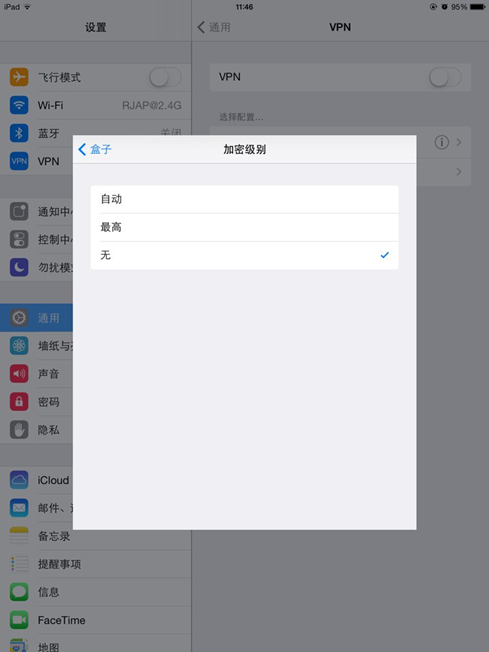 iPad
11:46
95%
设置
通用
VPN
飞行模式
Wi-Fi
RJAP@2.4G
蓝牙
关闭
VPN
通知中
控制中
勿扰模
通用
墙纸与
声音
密码
隐私
iCloud
邮件、
备忘录
提醒事项
信息
FaceTime
地图
VPN
选择配置...
盒子
加密级别
自动
最高
无